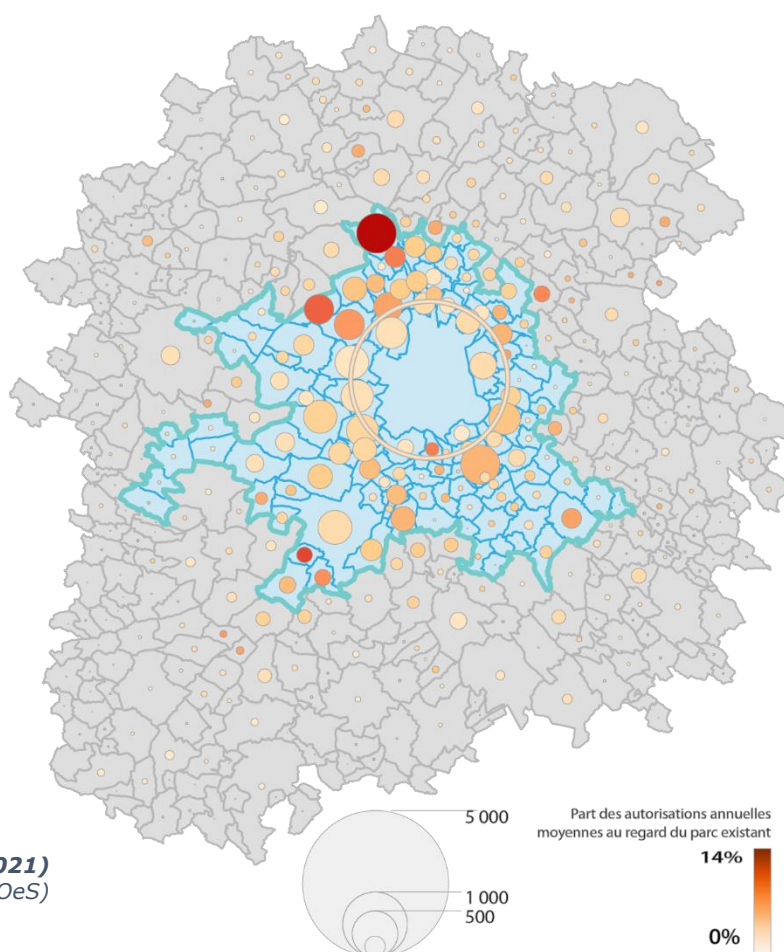 5 000
1 000
500
Part des autorisations annuelles
moyennes au regard du parc existant
14%
0%
021)
OeS)